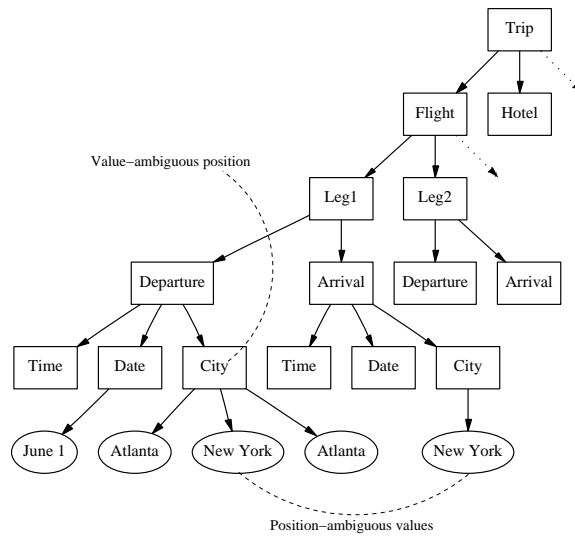 Trip
Flight
Hotel
Value−ambiguous position
Leg1
Leg2
Departure
Arrival
Departure
Arrival
Time
Date
City
Time
Date
City
June 1
Atlanta
New York
Atlanta
New York
Position−ambiguous values